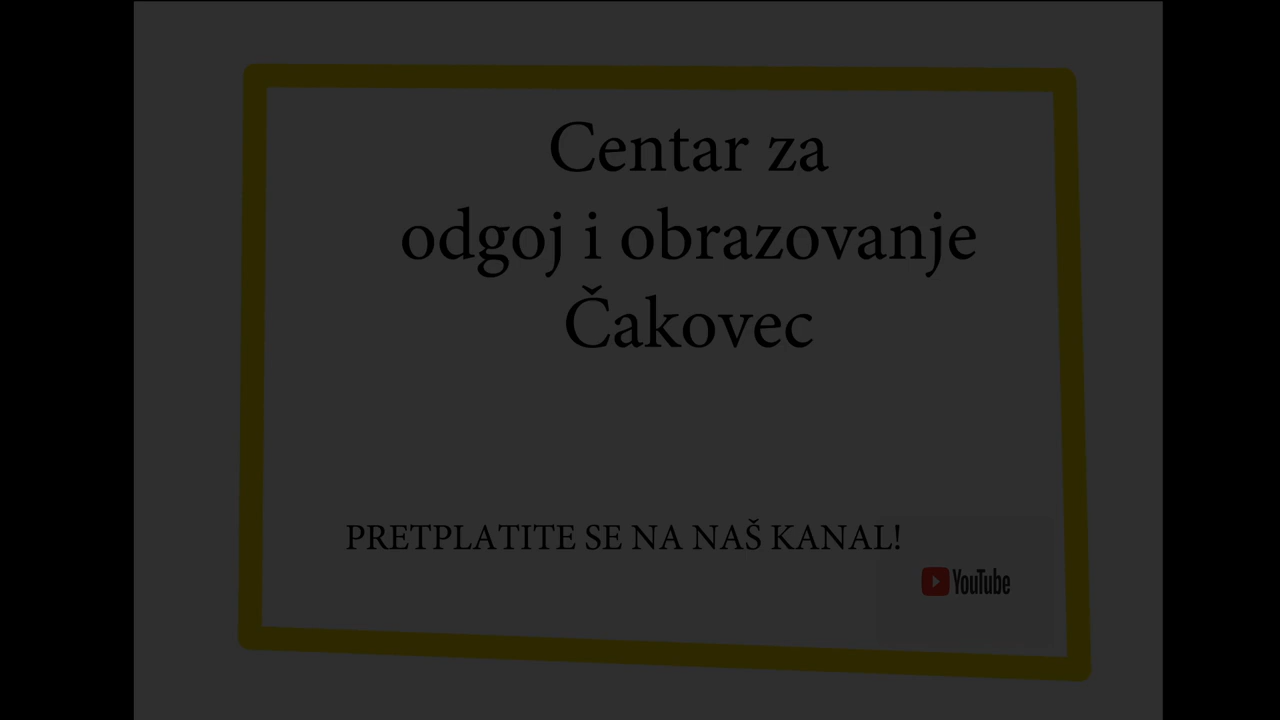 Centar za
odgoj i obrazovanje
Čakovec
PRETPLATITE SE NA NAŠ KANAL!
YouTube